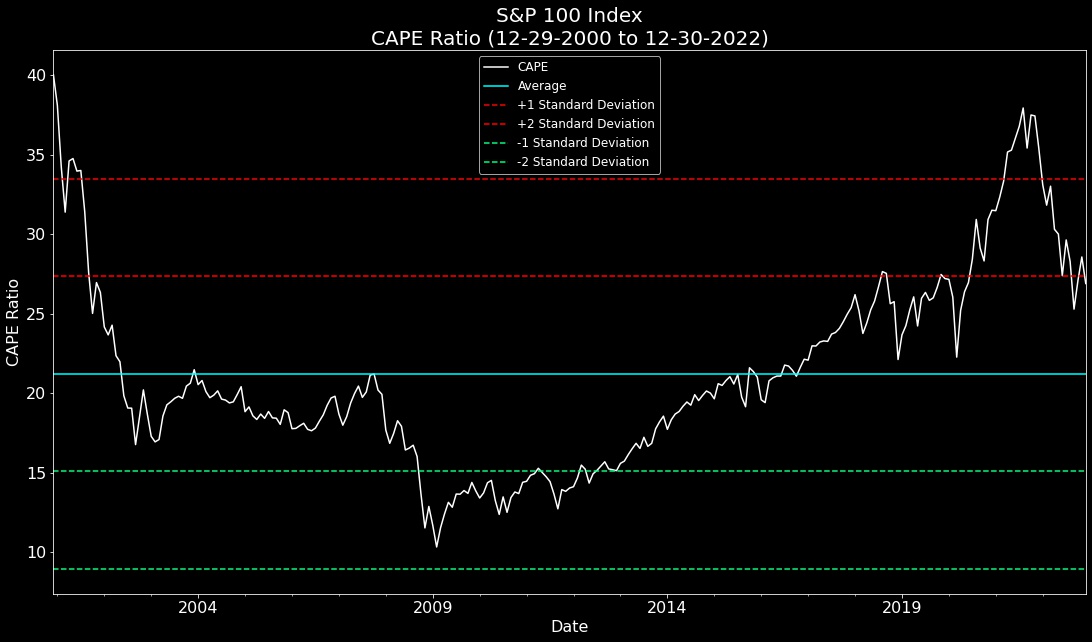 S&P 100 Index
CAPE Ratio (12-29-2000 to 12-30-2022)
CAPE
Average
+1 Standard Deviation
+2 Standard Deviation
-1 Standard Deviation
-2 Standard Deviation
CAPE Ratio
40
35
30
25
20
15
10
2004 2009 2014 2019
Date